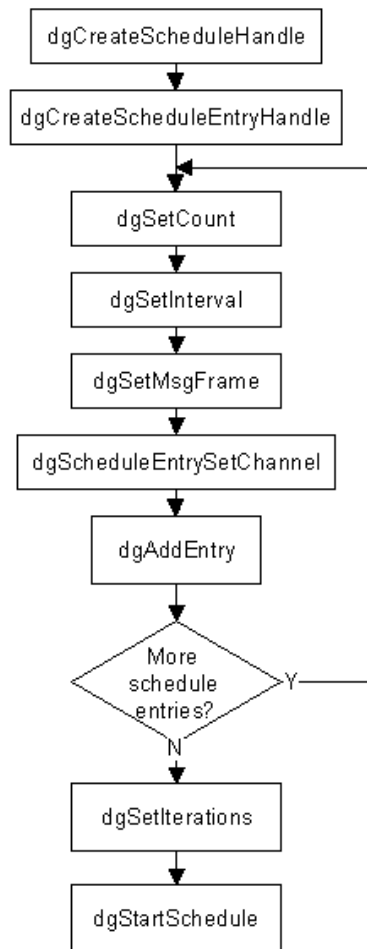 dgCreateScheduleHandle
dgCreateScheduleEntryHandle
dgSetCount
dgSetInterval
dgSetMsgFrame
dgScheduleEntrySetChannel
dgAddEntry
More
schedule
entries?
Y
N
dgSetIterations
dgStartSchedule